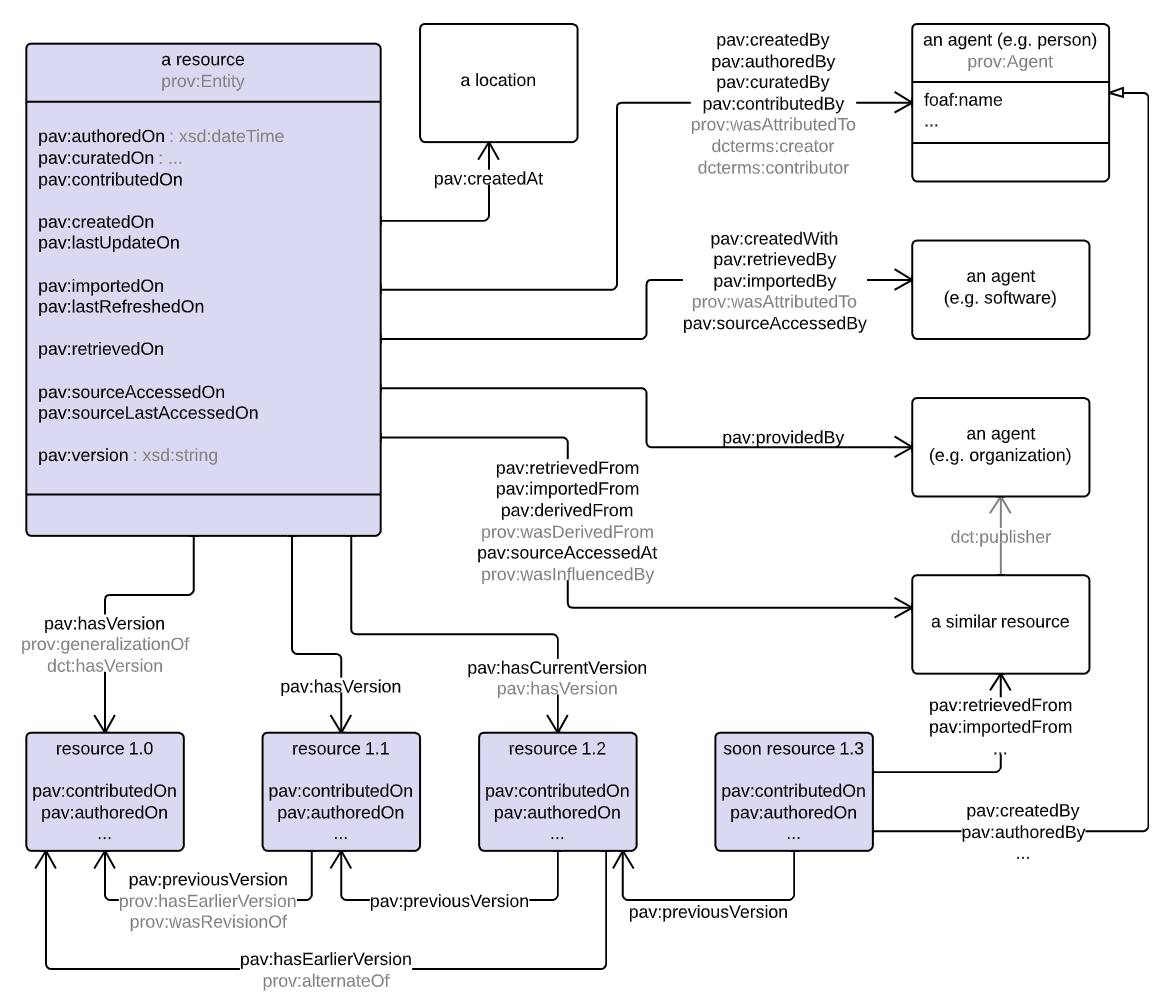 a resource
prov:Entity
pav:authoredOn : xsd:dateTime
pav:curatedOn : ...
pav:contributedOn
pav:createdOn
pav:lastUpdateOn
pav:importedOn
pav:lastRefreshedOn
pav:retrievedOn
pav:sourceAccessedOn
pav:sourceLastAccessedOn
pav:version : xsd:string
a location
pav:createdAt
pav:createdBy
pav:authoredBy
pav:curatedBy
pav:contributedBy
prov:wasAttributedTo
dcterms:creator
dcterms:contributor
an agent (e.g. person)
prov:Agent
foaf:name
...
pav:createdWith
pav:retrievedBy
pav:importedBy
prov:wasAttributedTo
pav:sourceAccessedBy
an agent
(e.g. software)
pav:providedBy
an agent
(e.g. organization)
pav:retrievedFrom
pav:importedFrom
pav:derivedFrom
prov:wasDerivedFrom
pav:sourceAccessedAt
prov:wasInfluencedBy
dct:publisher
a similar resource
pav:hasVersion
prov:generalizationOf
dct:hasVersion
pav:hasVersion
pav:hasCurrentVersion
pav:hasVersion
pav:retrievedFrom
pav:importedFrom
...
resource 1.0
pav:contributedOn
pav:authoredOn
...
resource 1.1
pav:contributedOn
pav:authoredOn
...
resource 1.2
pav:contributedOn
pav:authoredOn
...
soon resource 1.3
pav:contributedOn
pav:authoredOn
...
pav:createdBy
pav:authoredBy
...
pav:previousVersion
prov:hasEarlierVersion
prov:wasRevisionOf
pav:previousVersion
pav:previousVersion
pav:hasEarlierVersion
prov:alternateOf